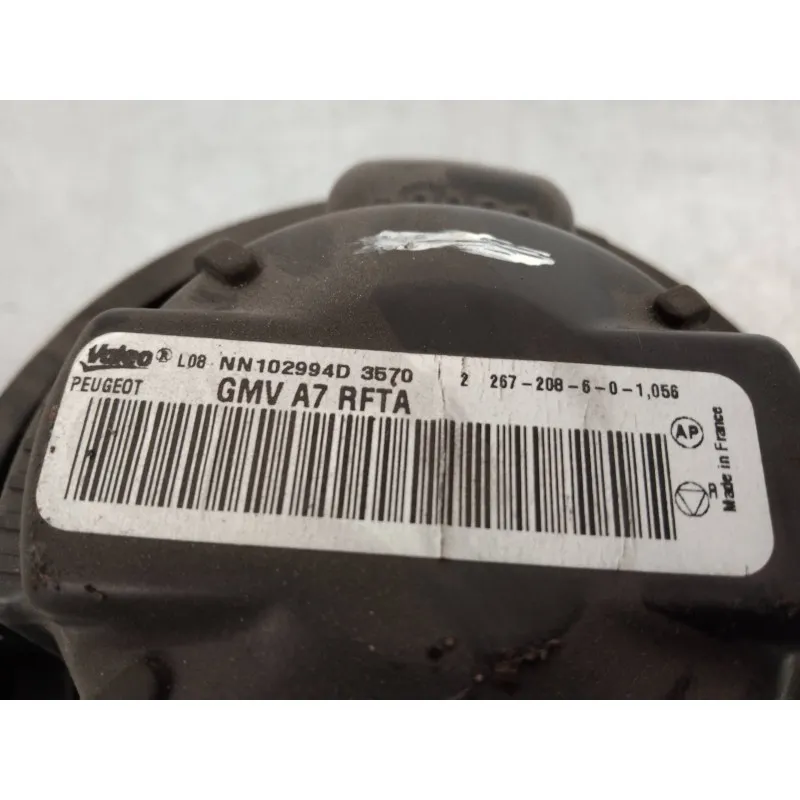 Valeo® L08 NN102994D 3570 2 267-208-6-0-1,056
PEUGEOT GMV A7 RFTA
AP
R
Made in France